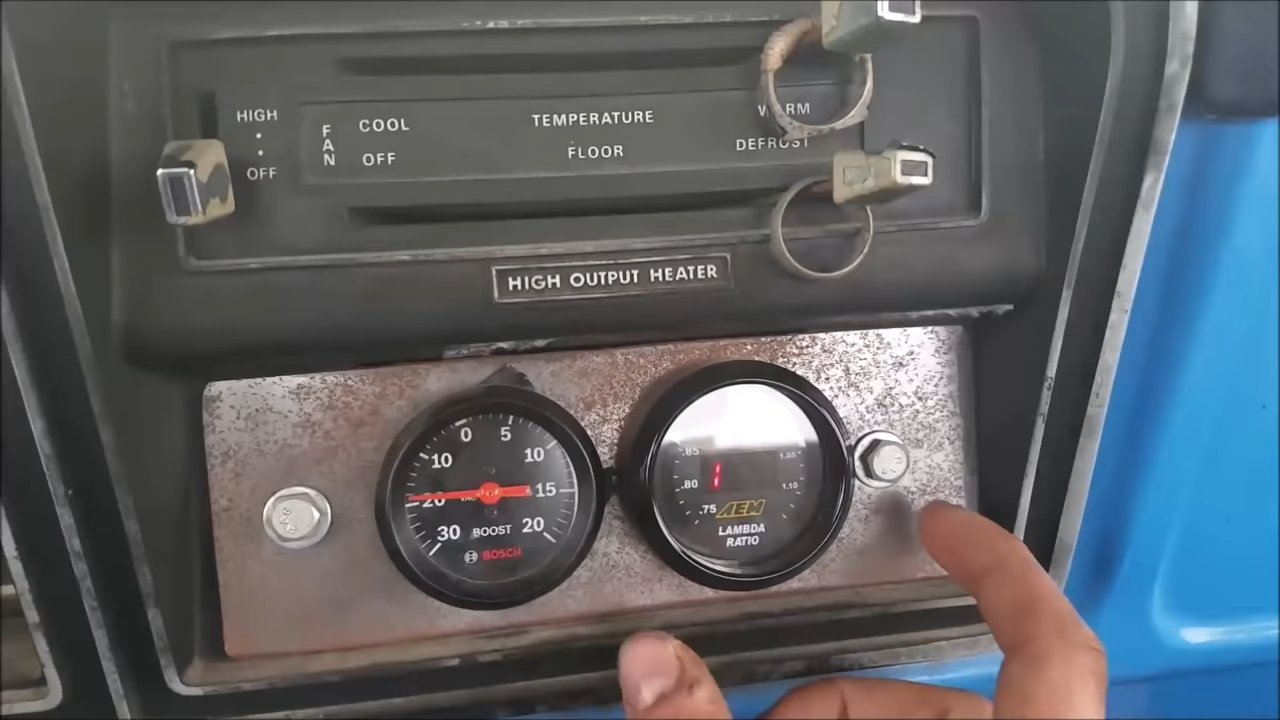 HIGH
OFF
FAN
COOL
TEMPERATURE
WARM
OFF
FLOOR
DEFROST
HIGH OUTPUT HEATER
0 5
10 10
20 15
30 BOOST 20
BOSCH
.85 1.05
.80 1.10
.75 AEM
LAMBDA
RATIO